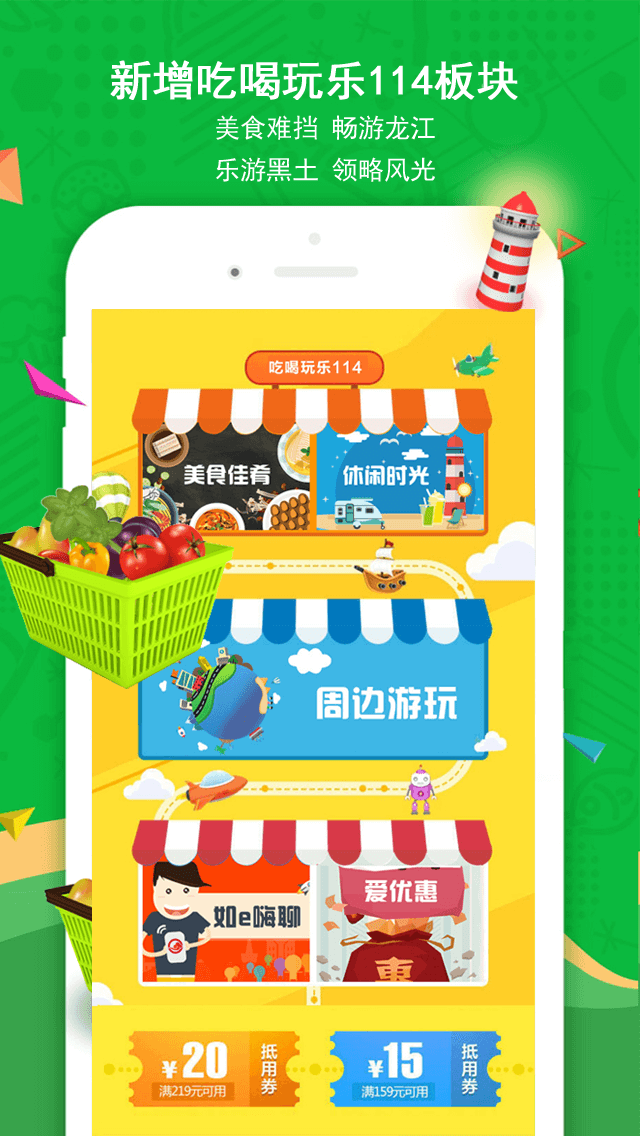 新增吃喝玩乐114板块
美食难挡 畅游龙江
乐游黑土 领略风光
吃喝玩乐114
美食佳肴
休闲时光
周边游玩
如e嗨聊
爱优惠
惠
¥20
抵用券
满219元可用
¥15
抵用券
满159元可用